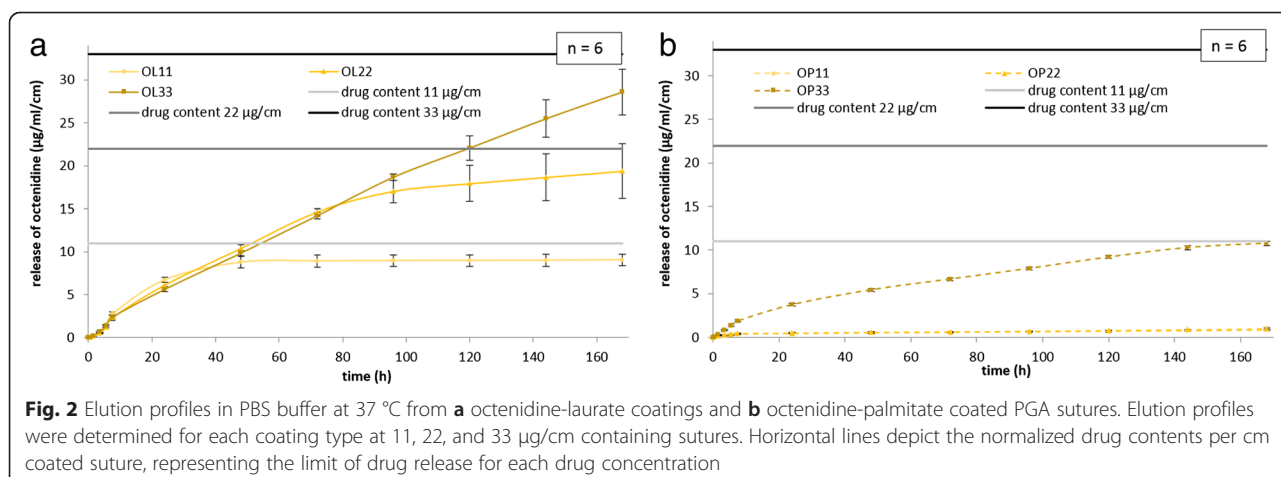 a
n = 6
OL11 OL22
OL33 drug content 11 µg/cm
drug content 22 µg/cm drug content 33 µg/cm
release of octenidine (µg/ml/cm)
30
25
20
15
10
5
0
0 20 40 60 80 100 120 140 160
time (h)
b
n = 6
OP11 OP22
OP33 drug content 11 µg/cm
drug content 22 µg/cm drug content 33 µg/cm
release of octenidine (µg/ml/cm)
30
25
20
15
10
5
0
0 20 40 60 80 100 120 140 160
time (h)
Fig. 2 Elution profiles in PBS buffer at 37 °C from a octenidine-laurate coatings and b octenidine-palmitate coated PGA sutures. Elution profiles
were determined for each coating type at 11, 22, and 33 µg/cm containing sutures. Horizontal lines depict the normalized drug contents per cm
coated suture, representing the limit of drug release for each drug concentration